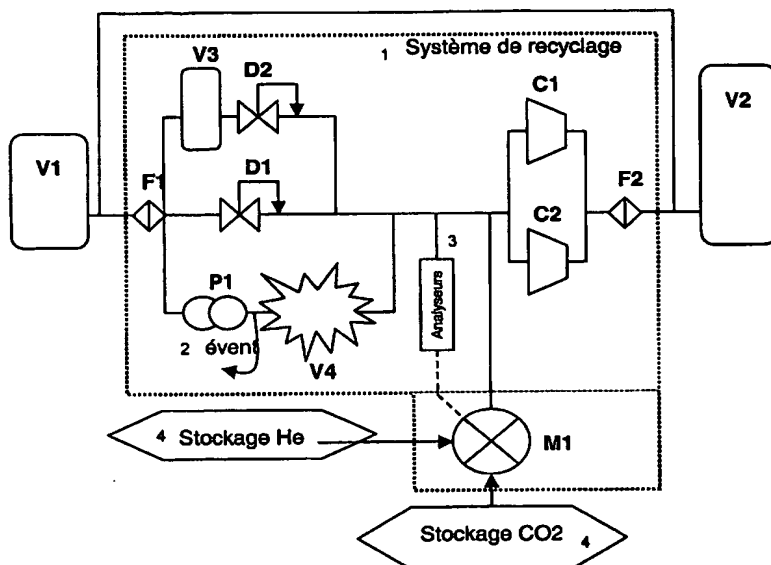 1 Système de recyclage
V3
D2
C1
V2
V1
F1
D1
F2
C2
3
P1
Analyseurs
2 évent
V4
4 Stockage He
M1
Stockage CO2 4